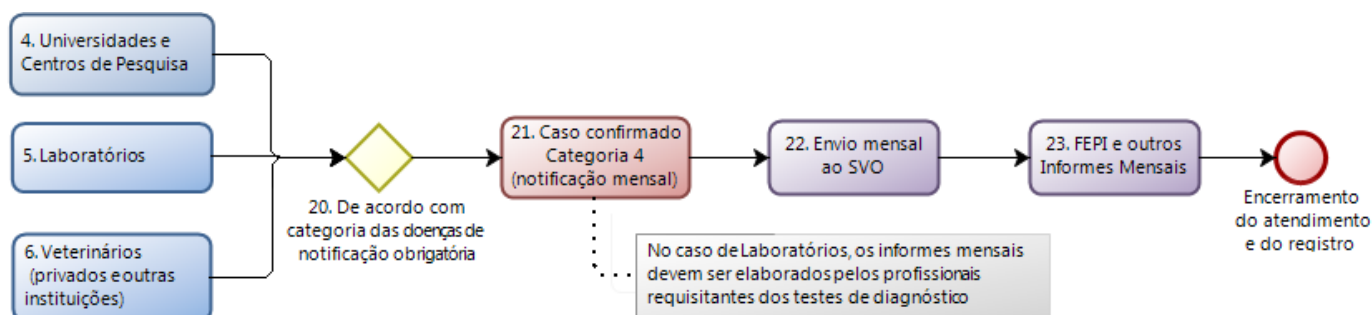 4. Universidades e
Centros de Pesquisa
5. Laboratórios
6. Veterinários
(privados e outras
instituições)
20. De acordo com
categoria das doenças de
notificação obrigatória
21. Caso confirmado
Categoria 4
(notificação mensal)
No caso de Laboratórios, os informes mensais
devem ser elaborados pelos profissionais
requisitantes dos testes de diagnóstico
22. Envio mensal
ao SVO
23. FEPI e outros
Informes Mensais
Encerramento
do atendimento
e do registro